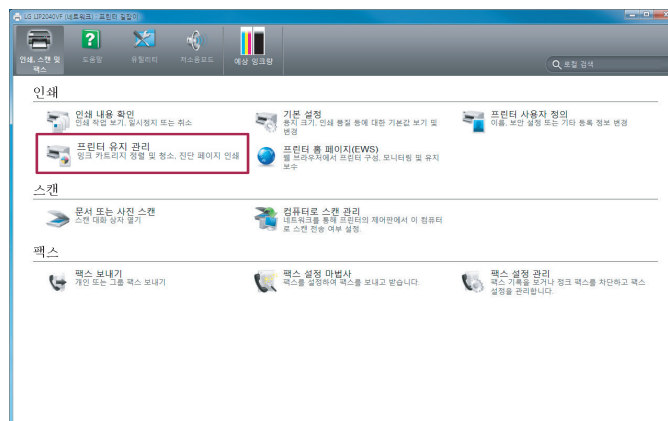 LG LIP2040VF (네트워크) : 프린터 길잡이
인쇄, 스캔 및
팩스
도움말
유틸리티
저소음모드
예상 잉크량
로컬 검색
인쇄
인쇄 내용 확인
인쇄 작업 보기, 일시정지 또는 취소
기본 설정
용지 크기, 인쇄 품질 등에 대한 기본값 보기 및
변경
프린터 사용자 정의
이름, 보안 설정 또는 기타 등록 정보 변경
프린터 유지 관리
잉크 카트리지 정렬 및 청소, 진단 페이지 인쇄
프린터 홈 페이지(EWS)
웹 브라우저에서 프린터 구성, 모니터링 및 유지
보수
스캔
문서 또는 사진 스캔
스캔 대화 상자 열기
컴퓨터로 스캔 관리
네트워크를 통해 프린터의 제어판에서 이 컴퓨터
로 스캔 전송 여부 설정.
팩스
팩스 보내기
개인 또는 그룹 팩스 보내기
팩스 설정 마법사
팩스를 설정하여 팩스를 보내고 받습니다.
팩스 설정 관리
팩스 기록을 보거나 정크 팩스를 차단하고 팩스
설정을 관리합니다.